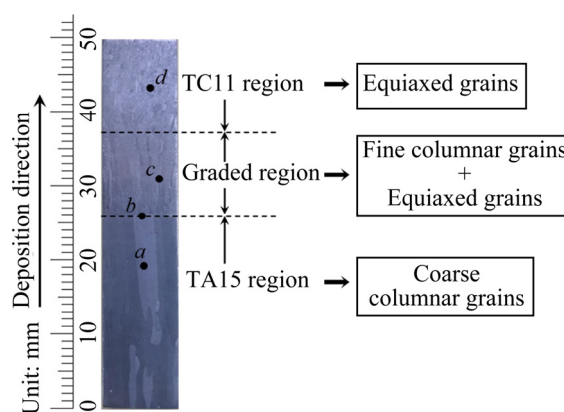 Unit: mm Deposition direction
50
40
30
20
10
0
d
c
b
a
TC11 region
Equiaxed grains
Graded region
Fine columnar grains
+
Equiaxed grains
TA15 region
Coarse
columnar grains